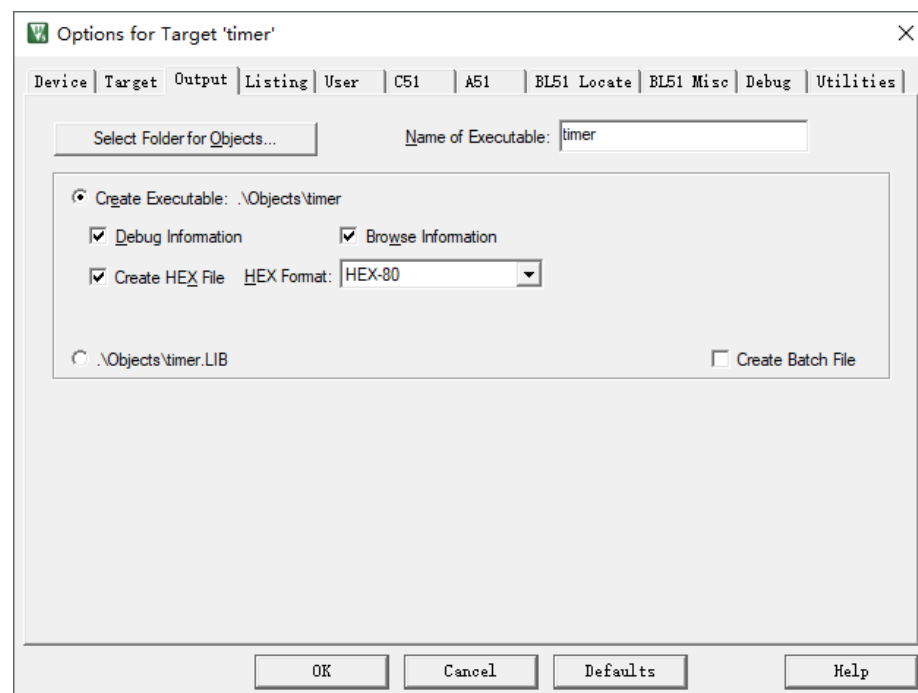 Options for Target 'timer'
Device Target Output Listing User C51 A51 BL51 Locate BL51 Misc Debug Utilities
Select Folder for Objects... Name of Executable: timer
Create Executable: .\Objects\timer
Debug Information Browse Information
Create HEX File HEX Format: HEX-80
.\Objects\timer.LIB Create Batch File
OK Cancel Defaults Help